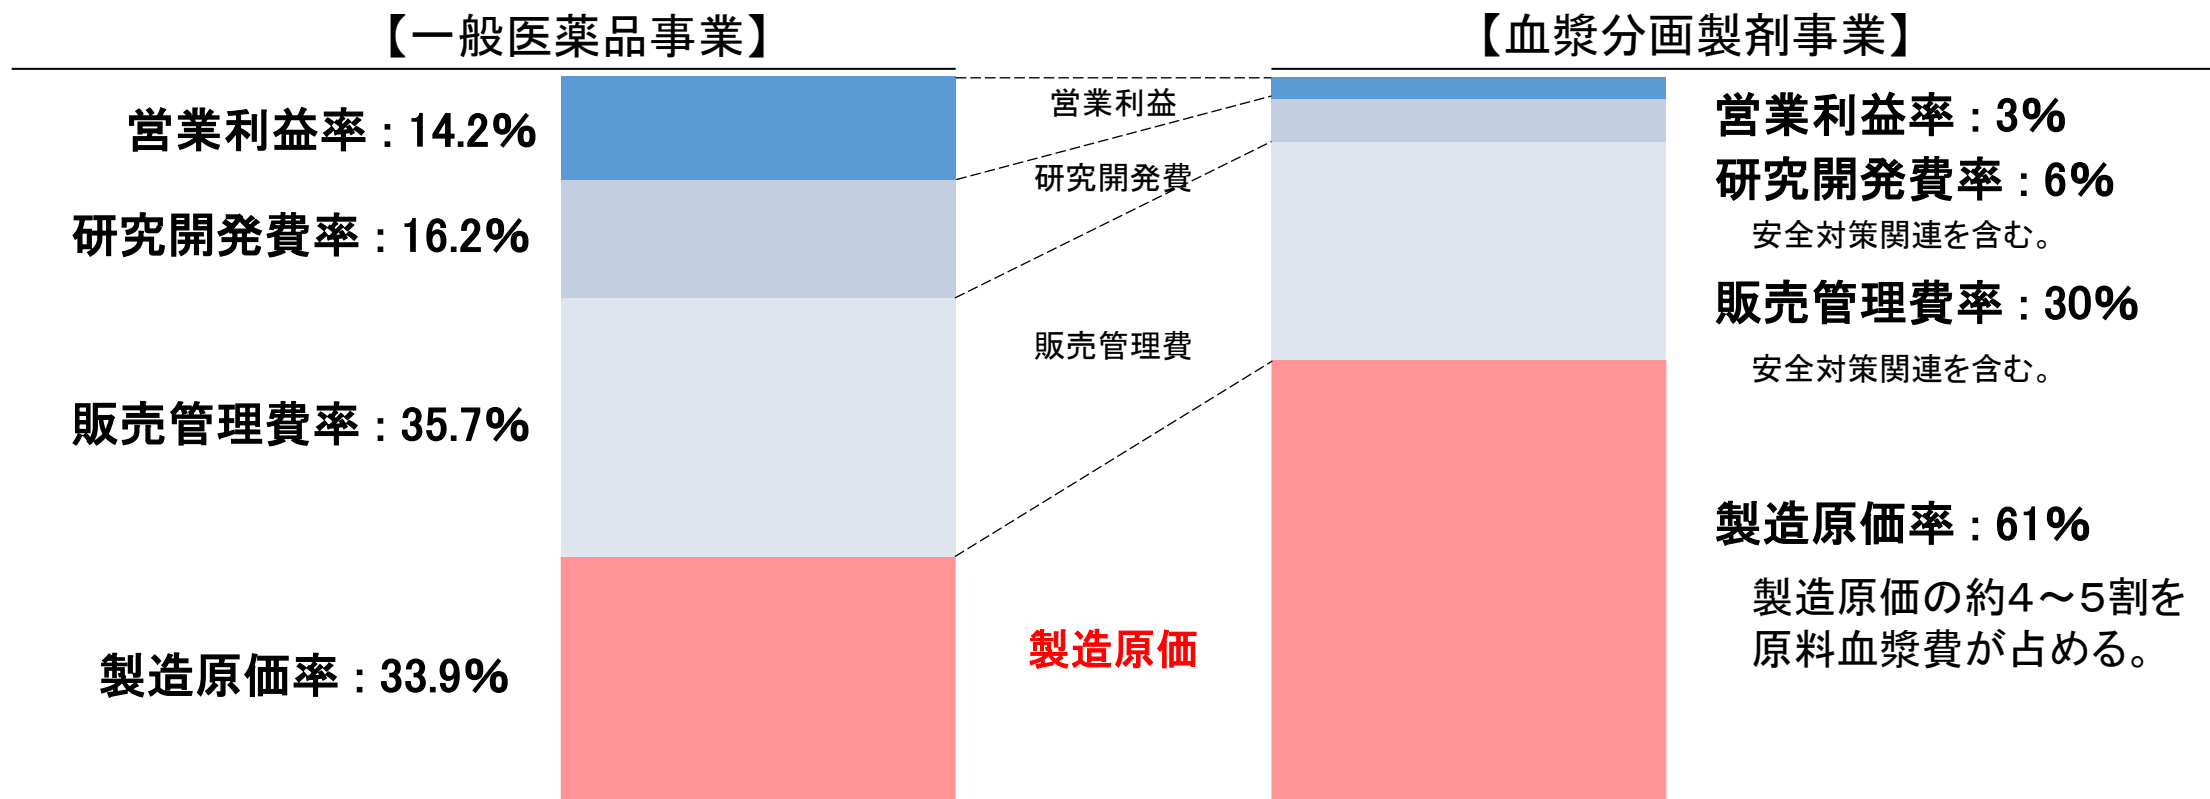 【一般医薬品事業】
営業利益率 : 14.2%
研究開発費率 : 16.2%
販売管理費率 : 35.7%
製造原価率 : 33.9%
営業利益
研究開発費
販売管理費
製造原価
【血漿分画製剤事業】
営業利益率 : 3%
研究開発費率 : 6%
安全対策関連を含む。
販売管理費率 : 30%
安全対策関連を含む。
製造原価率 : 61%
製造原価の約４～５割を
原料血漿費が占める。